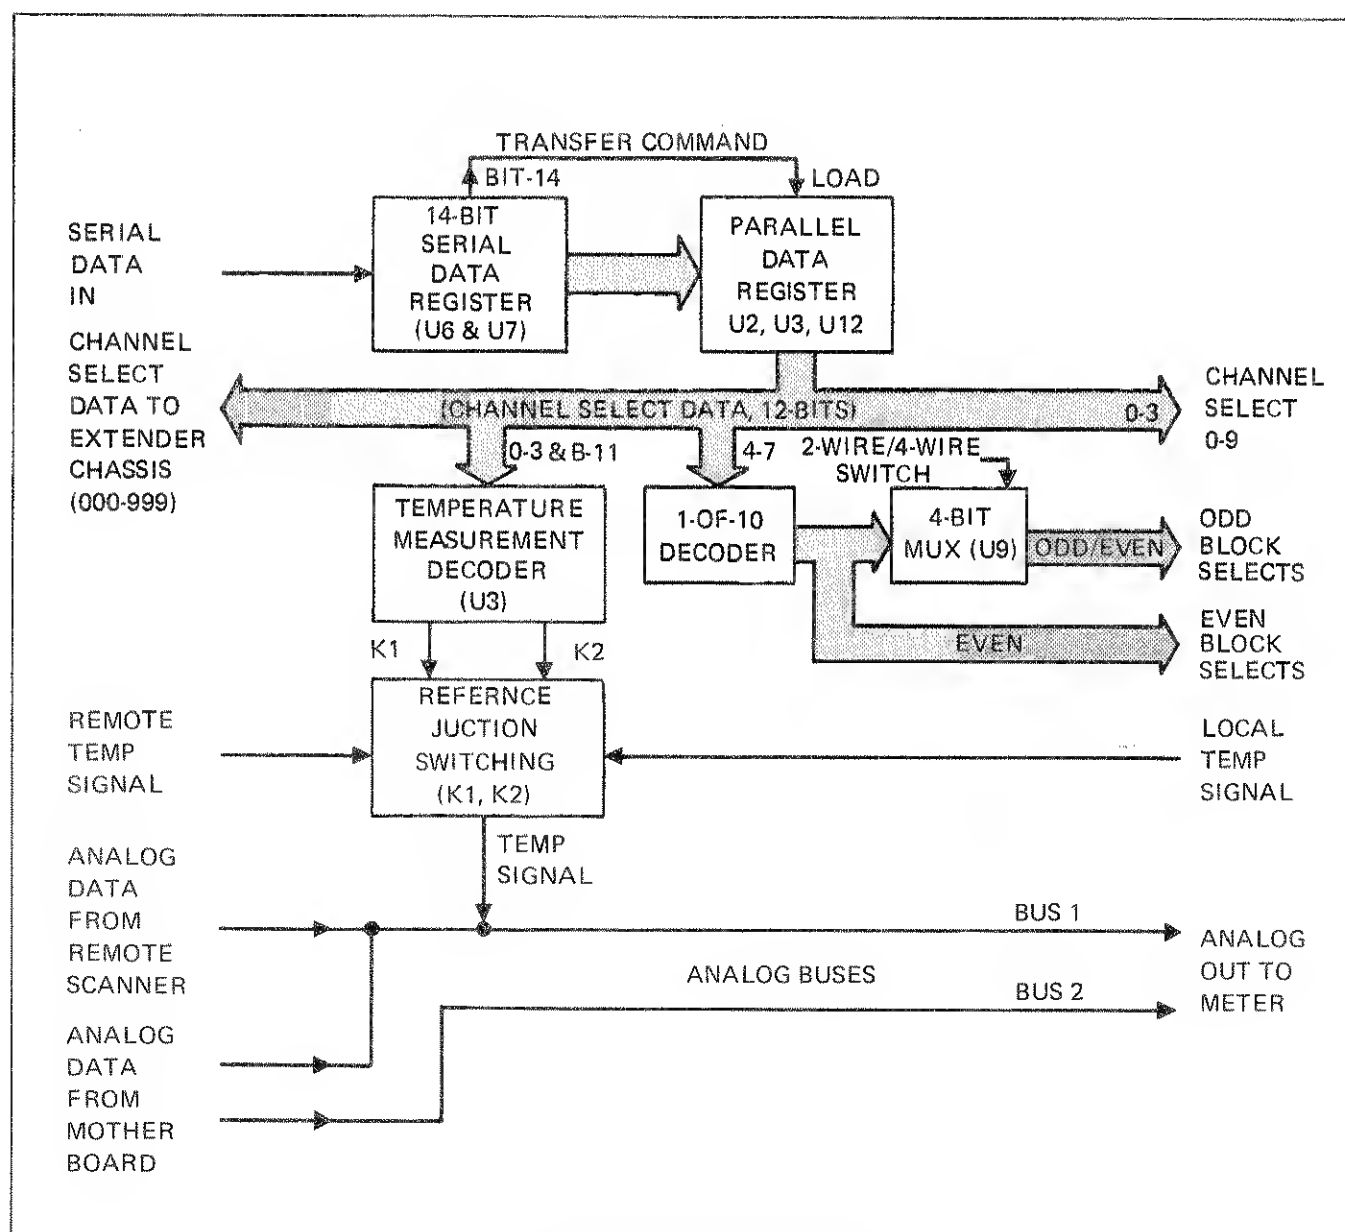 TRANSFER COMMAND
BIT-14
LOAD
SERIAL
DATA
IN
14-BIT
SERIAL
DATA
REGISTER
(U6 & U7)
PARALLEL
DATA
REGISTER
U2, U3, U12
CHANNEL
SELECT
DATA TO
EXTENDER
CHASSIS
(000-999)
(CHANNEL SELECT DATA, 12-BITS)
0-3
CHANNEL
SELECT
0-9
0-3 & B-11
4-7
2-WIRE/4-WIRE
SWITCH
TEMPERATURE
MEASUREMENT
DECODER
(U3)
1-OF-10
DECODER
4-BIT
MUX (U9)
ODD/EVEN
ODD
BLOCK
SELECTS
EVEN
EVEN
BLOCK
SELECTS
K1
K2
REMOTE
TEMP
SIGNAL
REFERNCE
JUCTION
SWITCHING
(K1, K2)
LOCAL
TEMP
SIGNAL
TEMP
SIGNAL
ANALOG
DATA
FROM
REMOTE
SCANNER
BUS 1
ANALOG BUSES
BUS 2
ANALOG
OUT TO
METER
ANALOG
DATA
FROM
MOTHER
BOARD